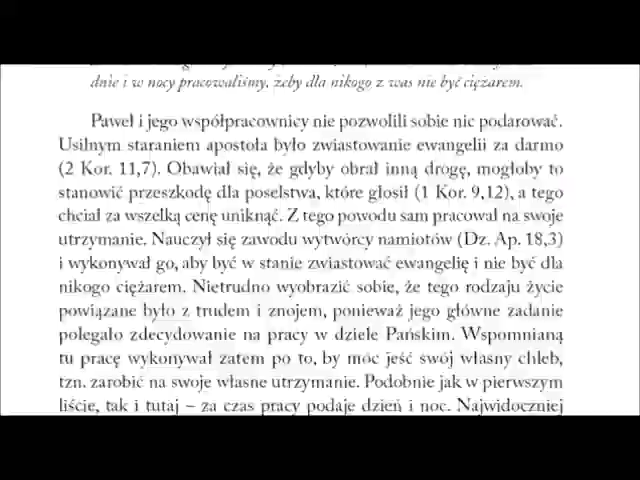 dnie i w nocy pracowaliśmy, żeby dla nikogo z was nie być ciężarem.
Paweł i jego współpracownicy nie pozwolili sobie nic podarować.
Usilnym staraniem apostoła było zwiastowanie ewangelii za darmo
(2 Kor. 11,7). Obawiał się, że gdyby obrał inną drogę, mogłoby to
stanowić przeszkodę dla poselstwa, które głosił (1 Kor. 9,12), a tego
chciał za wszelką cenę uniknąć. Z tego powodu sam pracował na swoje
utrzymanie. Nauczył się zawodu wytwórcy namiotów (Dz. Ap. 18,3)
i wykonywał go, aby być w stanie zwiastować ewangelię i nie być dla
nikogo ciężarem. Nietrudno wyobrazić sobie, że tego rodzaju życie
powiązane było z trudem i znojem, ponieważ jego główne zadanie
polegało zdecydowanie na pracy w dziele Pańskim. Wspomnianą
tu pracę wykonywał zatem po to, by móc jeść swój własny chleb,
tzn. zarobić na swoje własne utrzymanie. Podobnie jak w pierwszym
liście, tak i tutaj – za czas pracy podaje dzień i noc. Najwidoczniej